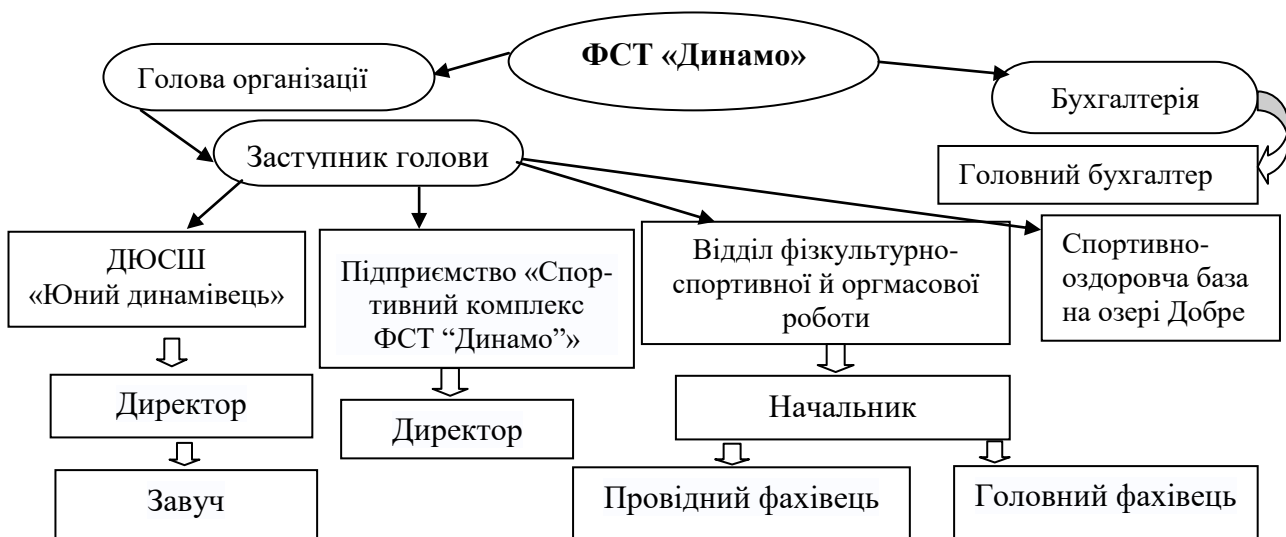 ФСТ «Динамо»
Голова організації
Бухгалтерія
Заступник голови
Головний бухгалтер
ДЮСШ
«Юний динамівець»
Підприємство «Спор-
тивний комплекс
ФСТ “Динамо”»
Відділ фізкультурно-
спортивної й оргмасової
роботи
Спортивно-
оздоровча база
на озері Добре
Директор
Директор
Начальник
Завуч
Провідний фахівець
Головний фахівець